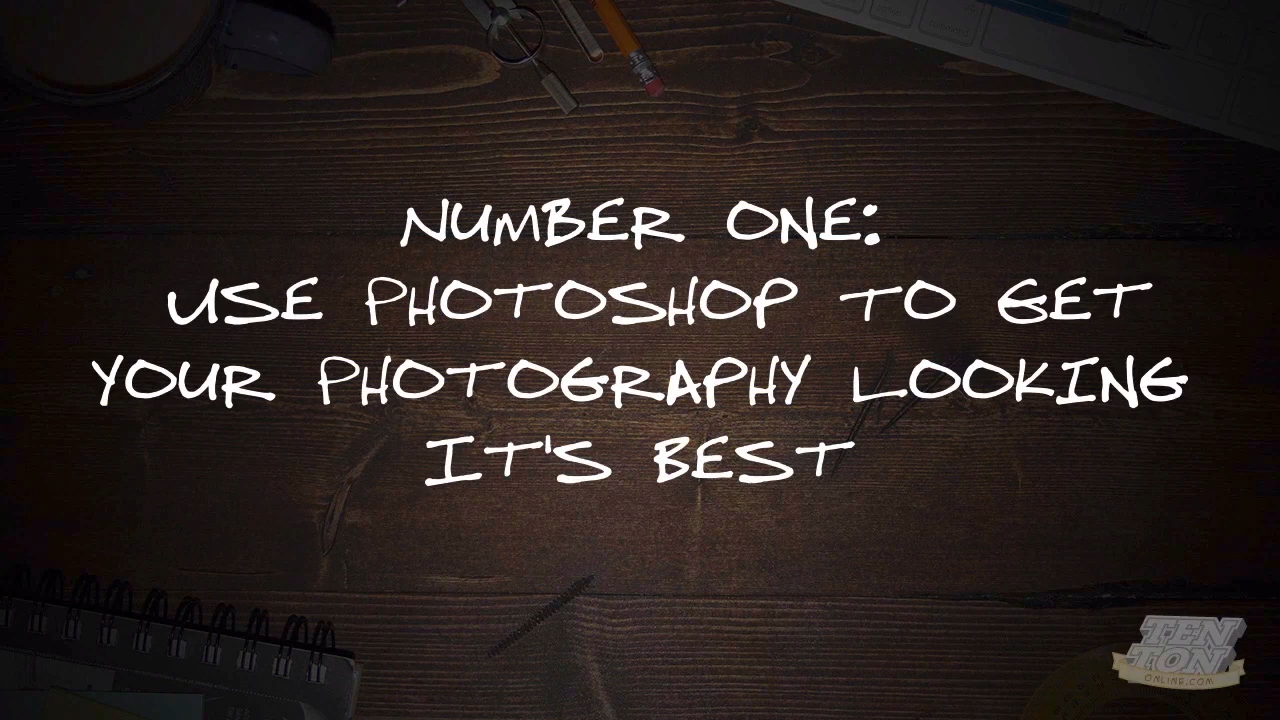 NUMBER ONE:
USE PHOTOSHOP TO GET
YOUR PHOTOGRAPHY LOOKING
IT'S BEST
TEN
TON
ONLINE.COM